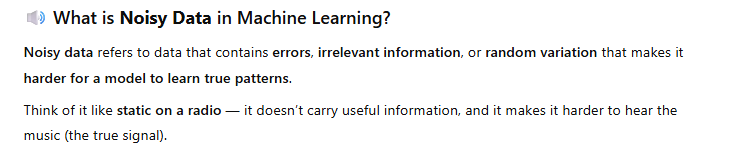 🔊 What is Noisy Data in Machine Learning?
Noisy data refers to data that contains errors, irrelevant information, or random variation that makes it
harder for a model to learn true patterns.
Think of it like static on a radio — it doesn't carry useful information, and it makes it harder to hear the
music (the true signal).